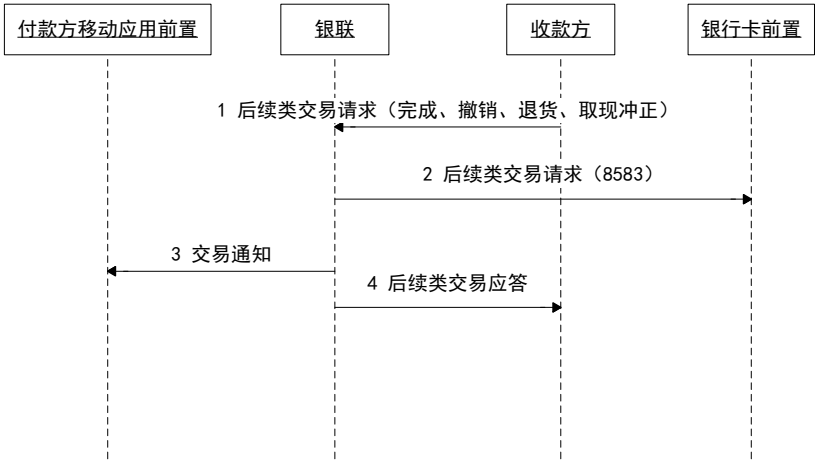 付款方移动应用前置
银联
收款方
银行卡前置
1 后续类交易请求（完成、撤销、退货、取现冲正）
2 后续类交易请求（8583）
3 交易通知
4 后续类交易应答